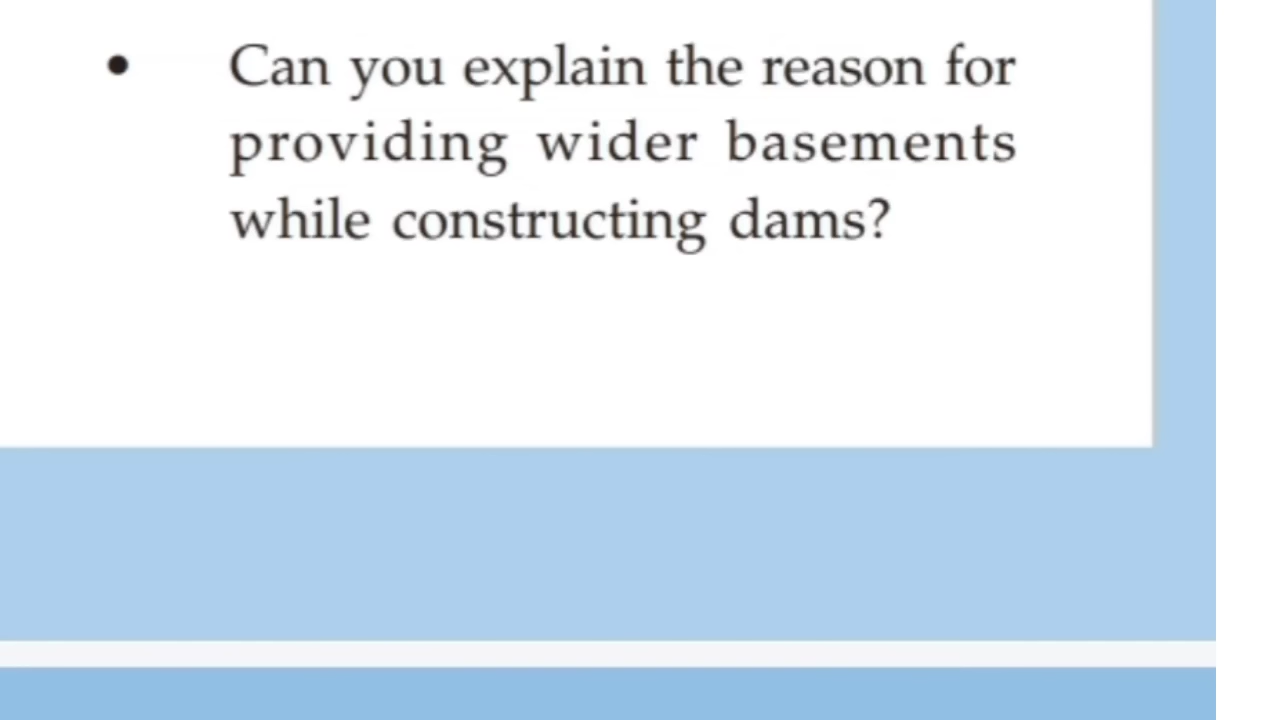 • Can you explain the reason for
providing wider basements
while constructing dams?